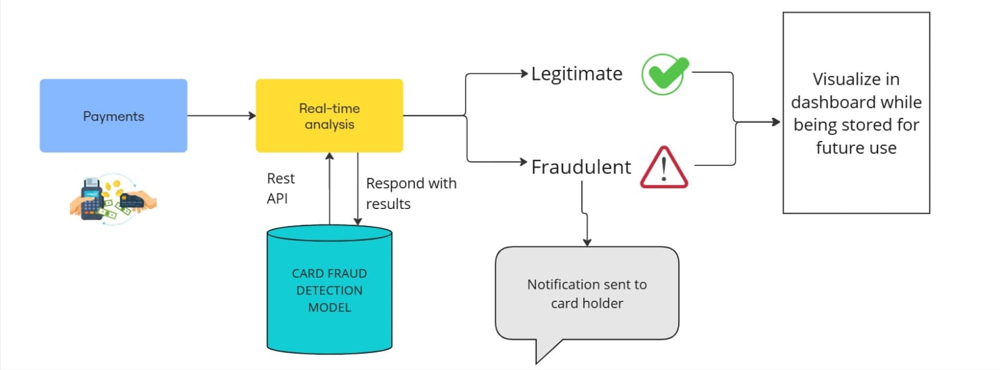 Payments
Real-time
analysis
Legitimate
Fraudulent
Visualize in
dashboard while
being stored for
future use
Rest
API
Respond with
results
CARD FRAUD
DETECTION
MODEL
Notification sent to
card holder